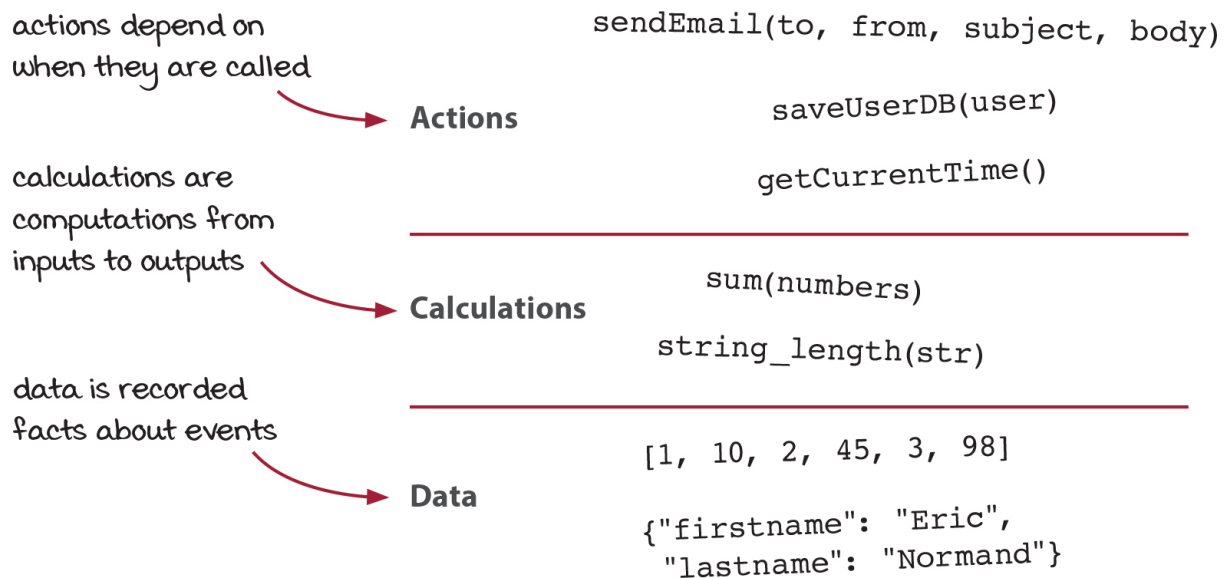 actions depend on
when they are called
Actions
sendEmail(to, from, subject, body)
saveUserDB(user)
getCurrentTime()
calculations are
computations from
inputs to outputs
Calculations
sum(numbers)
string_length(str)
data is recorded
facts about events
Data
[1, 10, 2, 45, 3, 98]
{"firstname": "Eric",
"lastname": "Normand"}